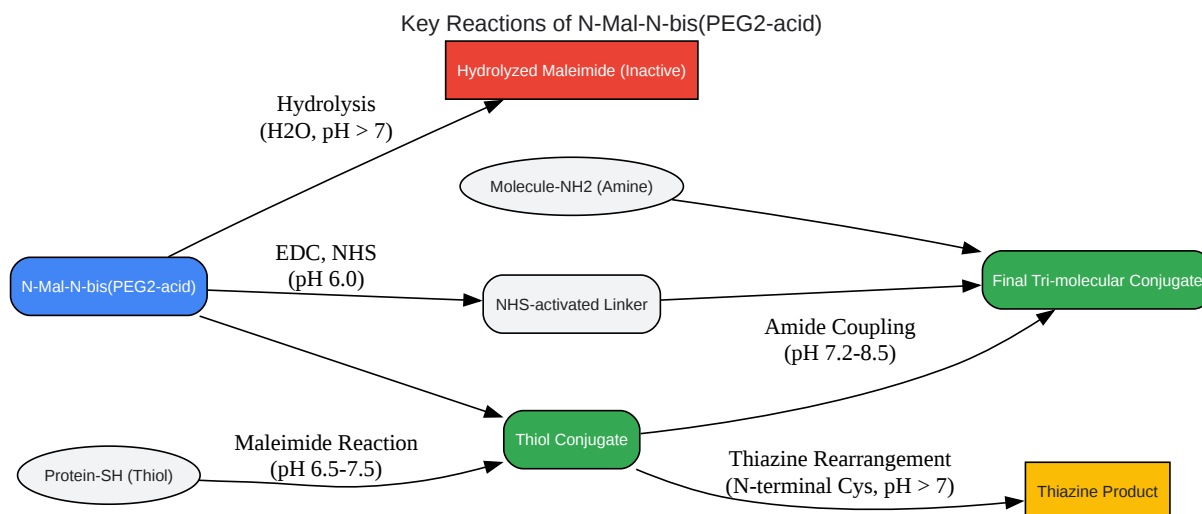 Key Reactions of N-Mal-N-bis(PEG2-acid)
Hydrolyzed Maleimide (Inactive)
Hydrolysis
(H2O, pH > 7)
Molecule-NH2 (Amine)
EDC, NHS
(pH 6.0)
N-Mal-N-bis(PEG2-acid)
NHS-activated Linker
Final Tri-molecular Conjugate
Amide Coupling
(pH 7.2-8.5)
Maleimide Reaction
(pH 6.5-7.5)
Thiol Conjugate
Protein-SH (Thiol)
Thiazine Rearrangement
(N-terminal Cys, pH > 7)
Thiazine Product